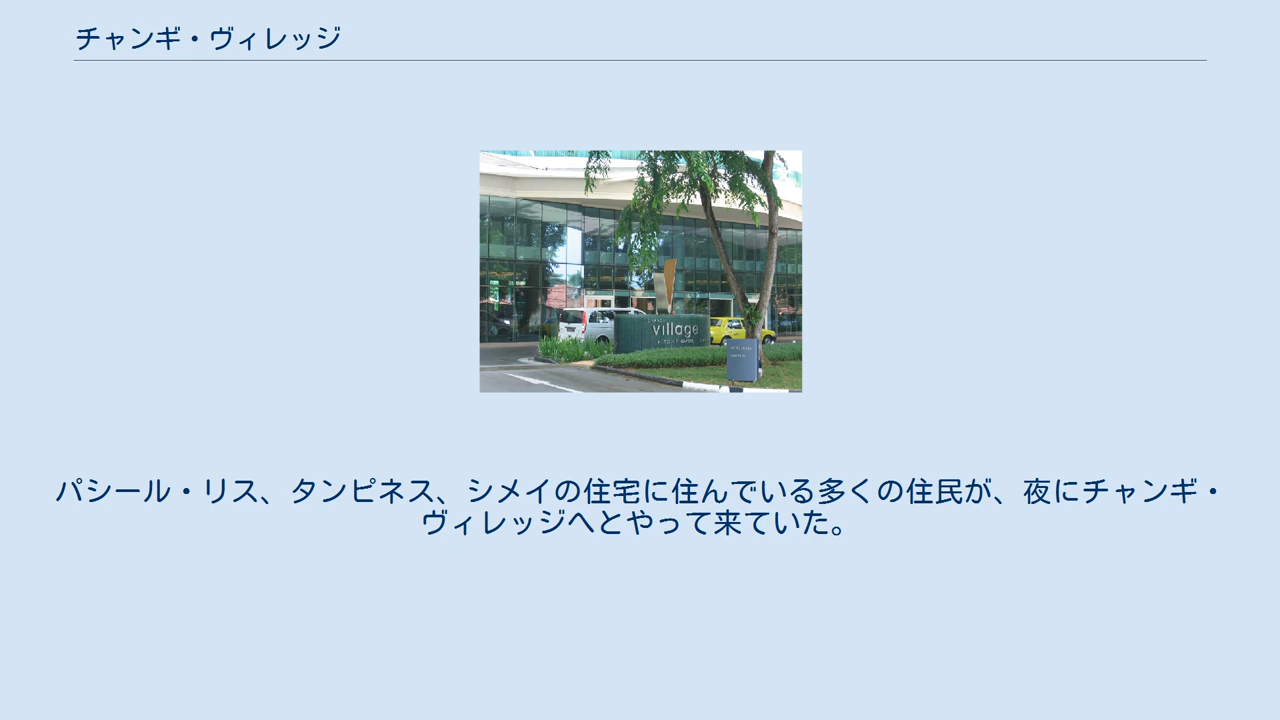 チャンギ・ヴィレッジ
village
パシール・リス、タンピネス、シメイの住宅に住んでいる多くの住民が、夜にチャンギ・
ヴィレッジへとやって来ていた。